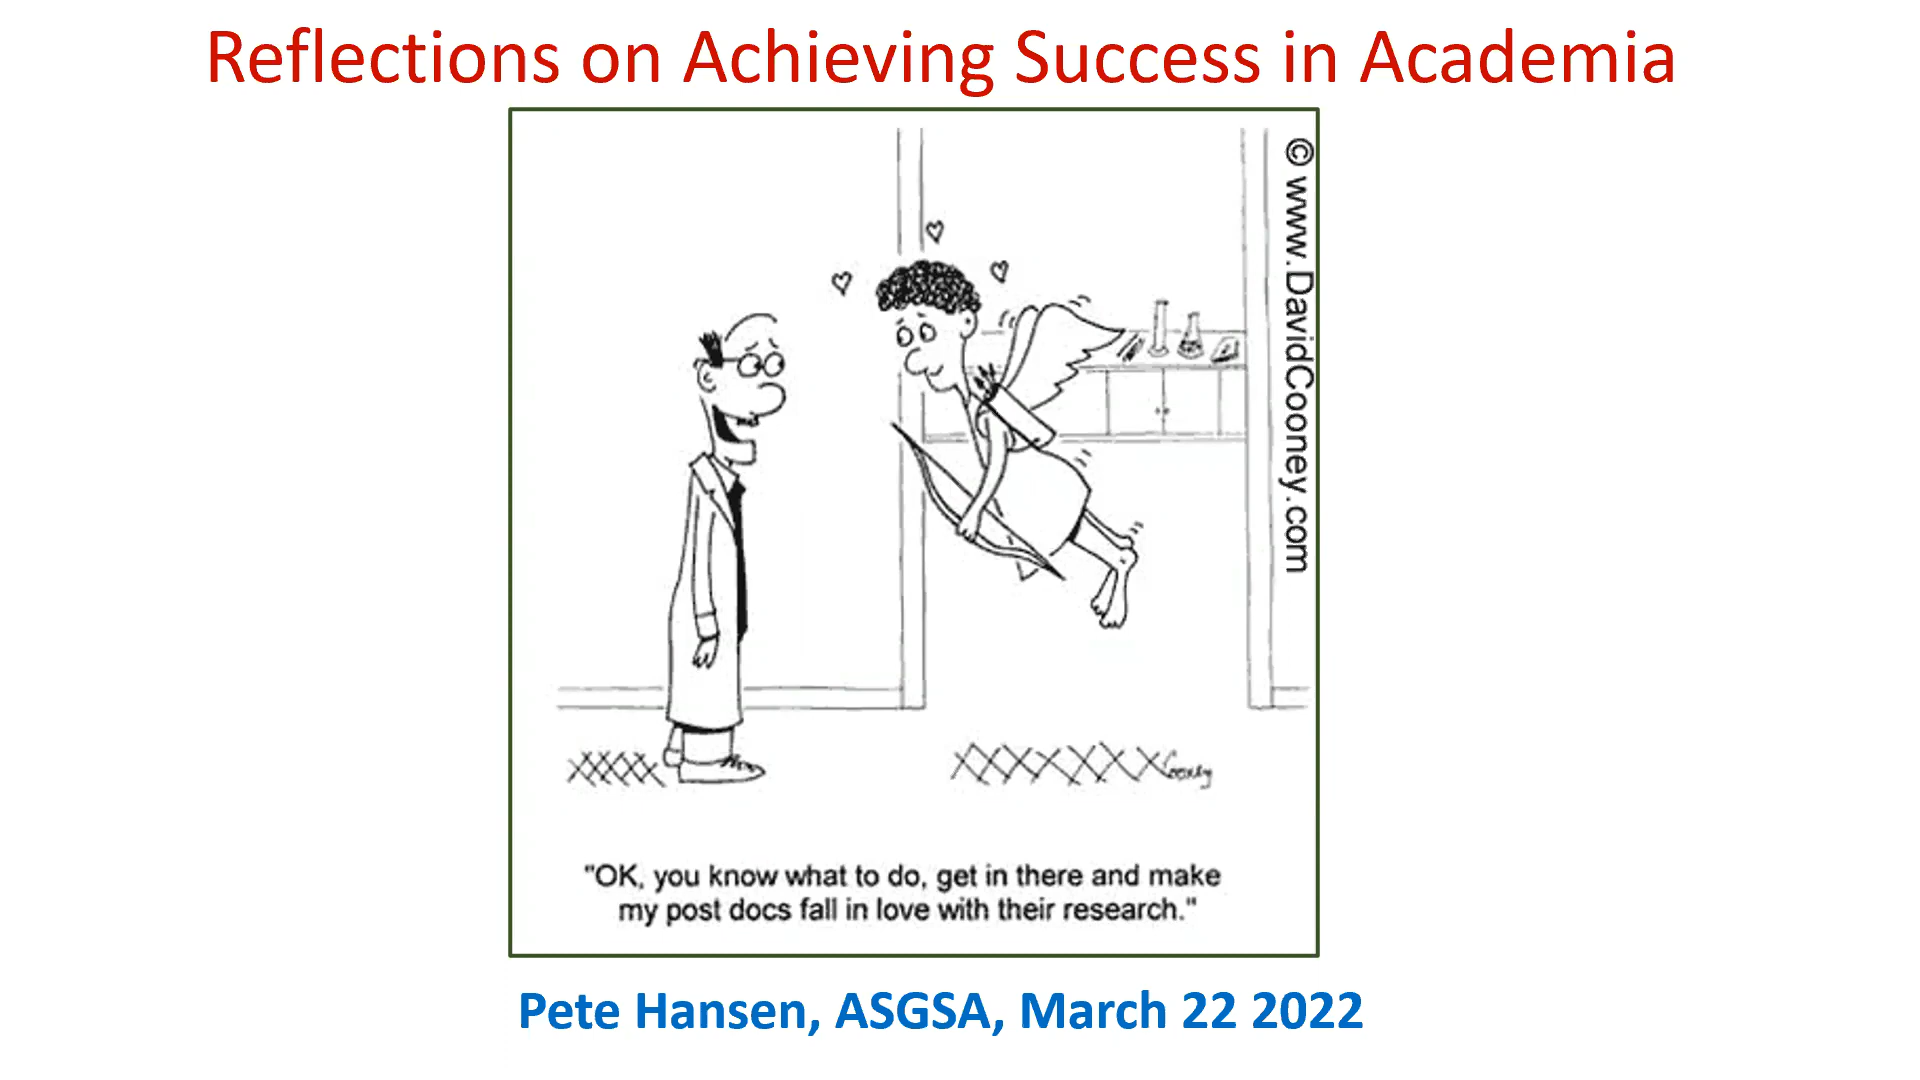 Reflections on Achieving Success in Academia
© www.DavidCooney.com
Cooney
"OK, you know what to do, get in there and make
my post docs fall in love with their research."
Pete Hansen, ASGSA, March 22 2022